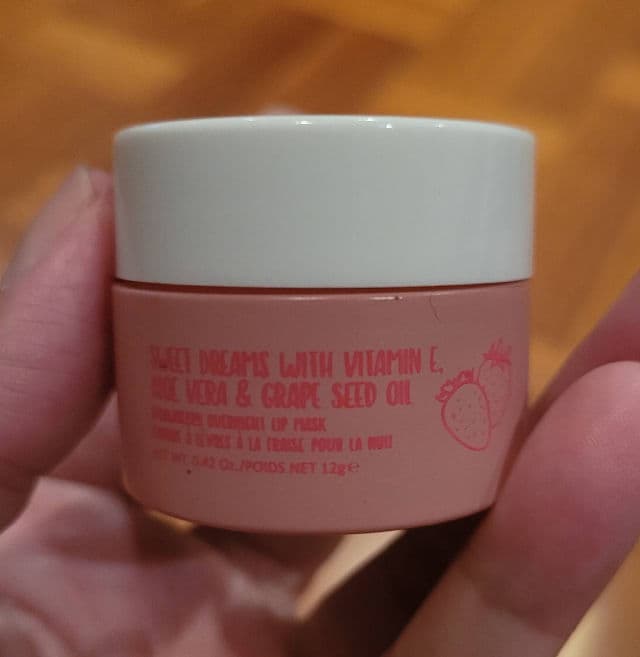 SWEET DREAMS WITH VITAMIN E,
ALOE VERA & GRAPE SEED OIL
STRAWBERRY OVERNIGHT LIP MASK
MASQUE À LÈVRES À LA FRAISE POUR LA NUIT
NET WT. 0.42 Oz./POIDS NET 12g ℮